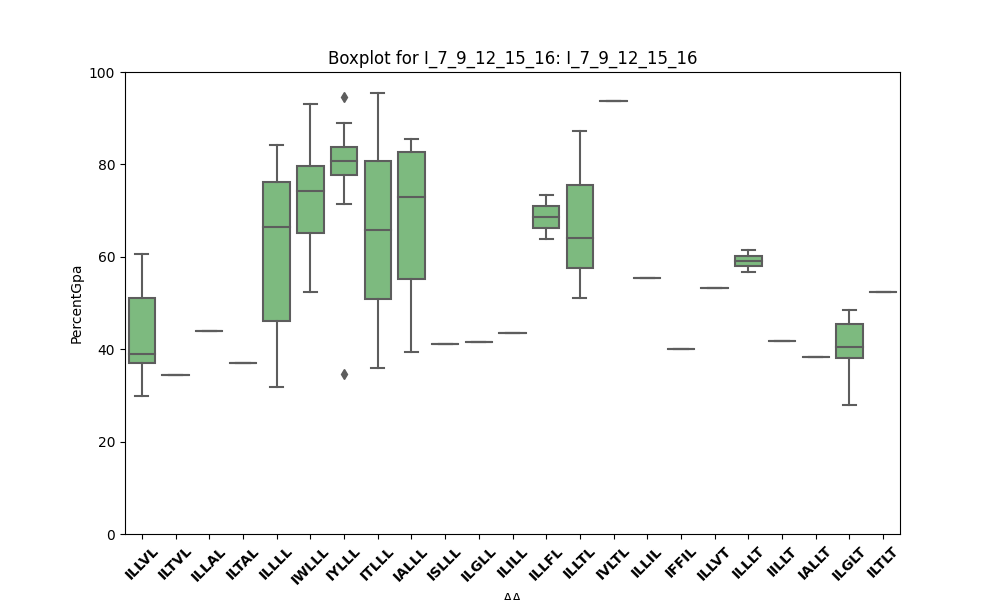 Boxplot for I_7_9_12_15_16: I_7_9_12_15_16
100
80
60
40
20
0
PercentGpa
ILLVL ILTVL ILLAL ILTAL ILLLL IWLLL IYLLL ITLLL IALLL ISLLL ILGLL ILILL ILLFL ILLTL IVLTL ILLIL IFFIL ILLVT ILLLT IILLT IALLT ILGLT ILTLT
AA